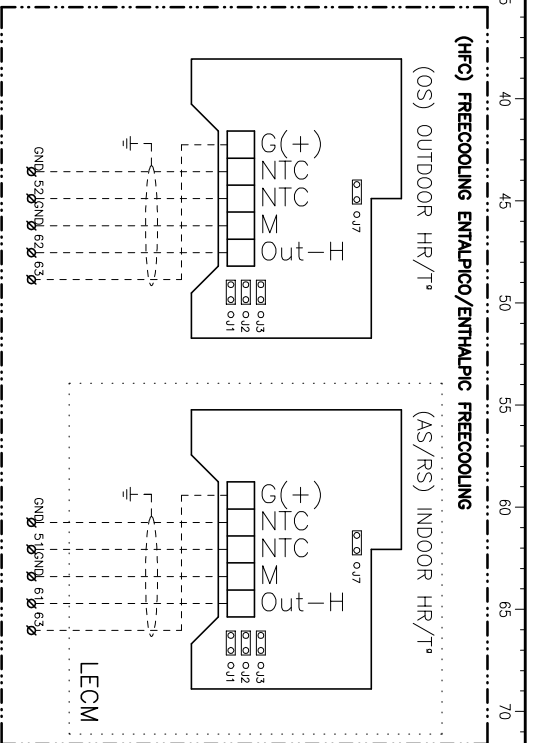 40 45 50 55 60 65 70
(HFC) FREECOOLING ENTALPICO/ENTHALPIC FREECOOLING
(OS) OUTDOOR HR/Tª
J7
G(+)
NTC
NTC
M
Out-H
J3
J2
J1
GND 52 GND 62 63
(AS/RS) INDOOR HR/Tª
J7
G(+)
NTC
NTC
M
Out-H
J3
J2
J1
GND 51 GND 61 63
LECM